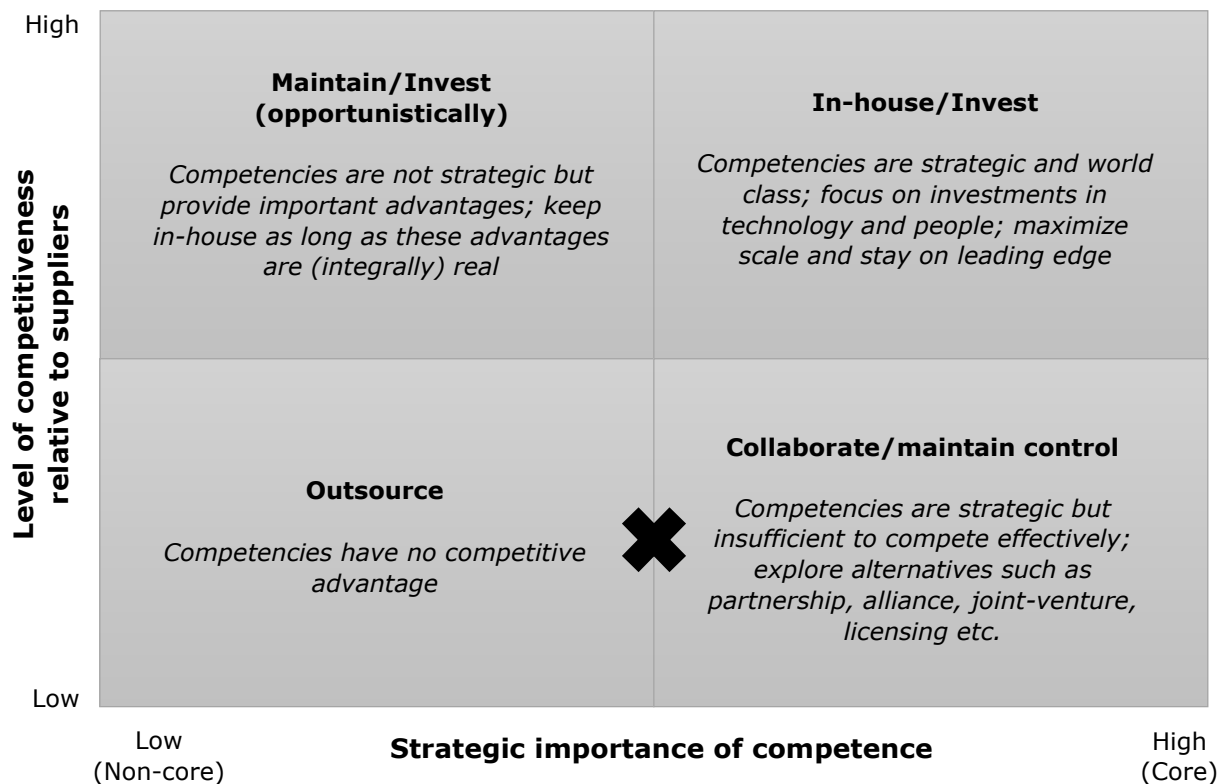 High
Maintain/Invest
(opportunistically)
Competencies are not strategic but
provide important advantages; keep
in-house as long as these advantages
are (integrally) real
In-house/Invest
Competencies are strategic and world
class; focus on investments in
technology and people; maximize
scale and stay on leading edge
Level of competitiveness
relative to suppliers
Outsource
Competencies have no competitive
advantage
Collaborate/maintain control
Competencies are strategic but
insufficient to compete effectively;
explore alternatives such as
partnership, alliance, joint-venture,
licensing etc.
Low
Low
(Non-core)
Strategic importance of competence
High
(Core)